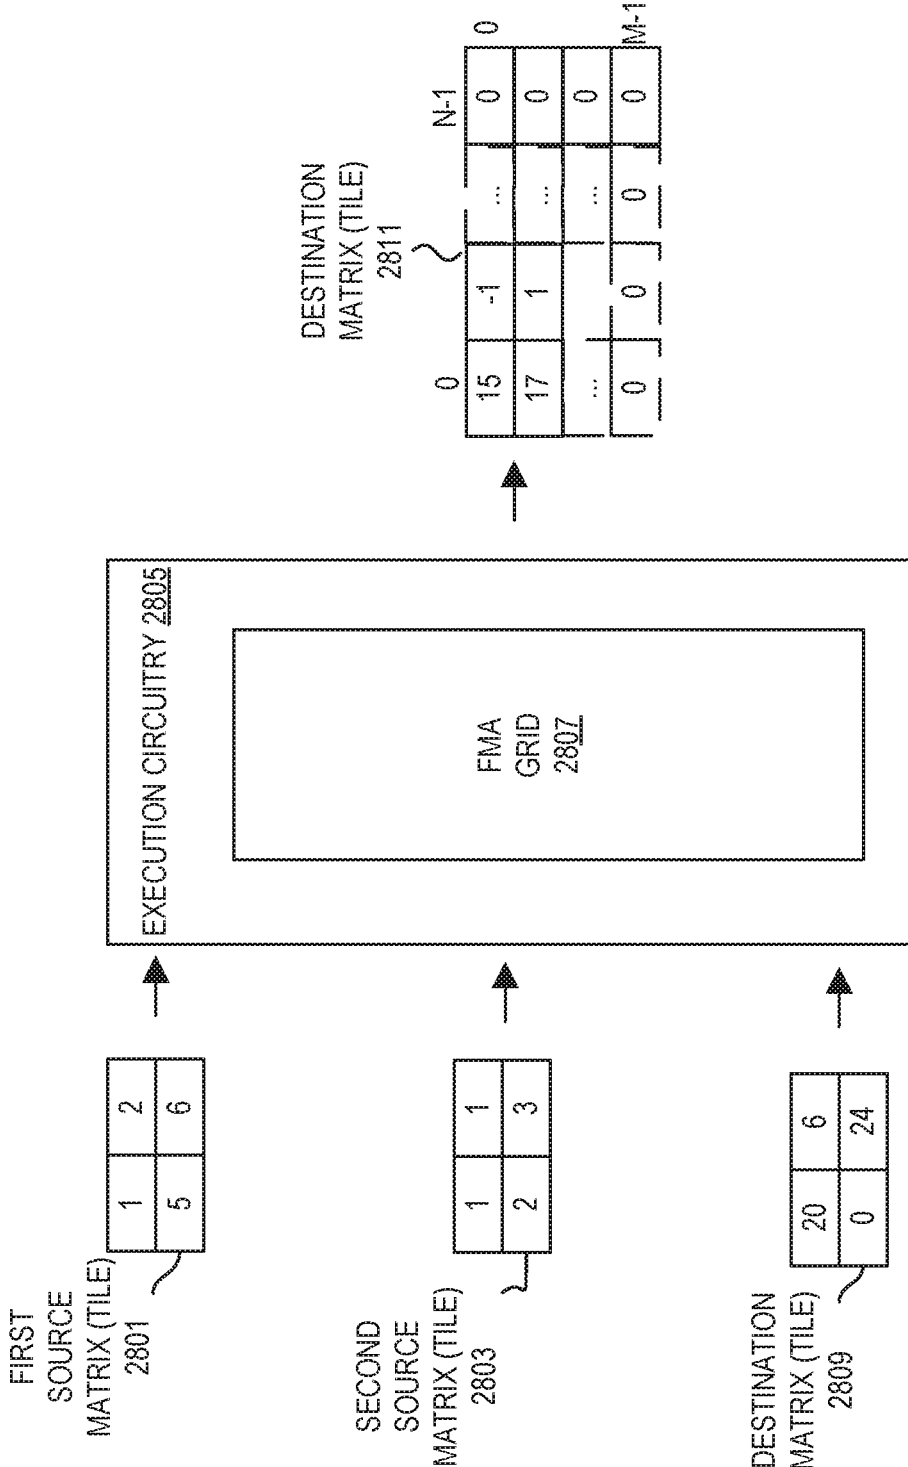 FIRST
SOURCE
MATRIX (TILE)
2801
1 2
5 6
SECOND
SOURCE
MATRIX (TILE)
2803
1 1
2 3
DESTINATION
MATRIX (TILE)
2809
20 6
0 24
EXECUTION CIRCUITRY 2805
FMA
GRID
2807
DESTINATION
MATRIX (TILE)
2811
0 N-1
15 -1 ... 0 0
17 1 ... 0
... ... 0
0 0 0 0 M-1